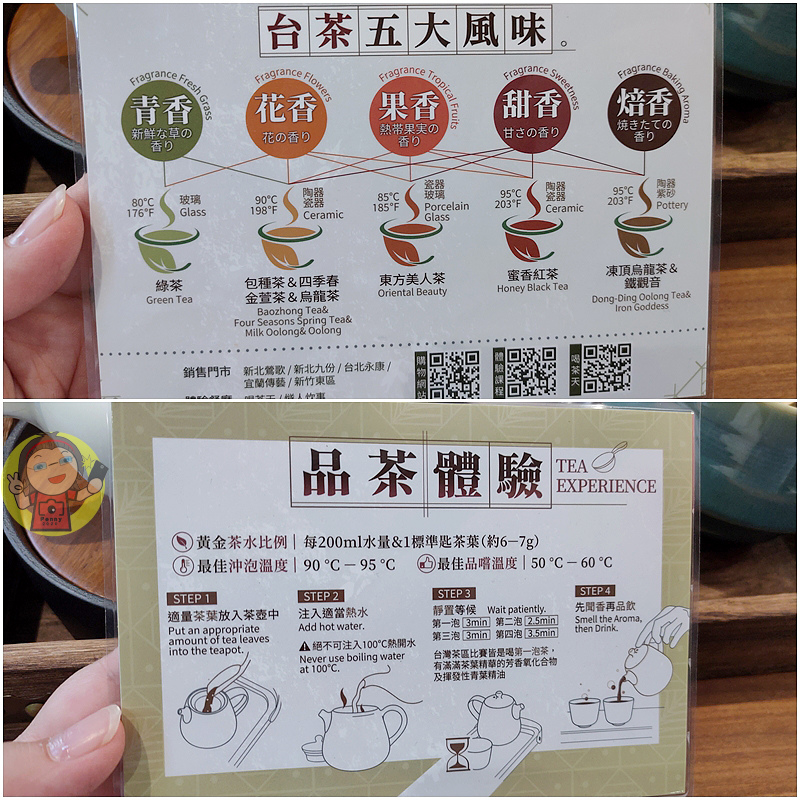 台茶五大風味。
Fragrance Fresh Grass
青香
新鮮な草の
香り
Fragrance Flowers
花香
花の香り
Fragrance Tropical Fruits
果香
熱帯果実の
香り
Fragrance Sweetness
甜香
甘さの香り
Fragrance Baking Aroma
焙香
焼きたての
香り
80°C
176°F
玻璃
Glass
綠茶
Green Tea
90°C
198°F
陶器
瓷器
Ceramic
包種茶&四季春
金萱茶&烏龍茶
Baozhong Tea&
Four Seasons Spring Tea&
Milk Oolong& Oolong
85°C
185°F
瓷器
玻璃
Porcelain
Glass
東方美人茶
Oriental Beauty
95°C
203°F
陶器
瓷器
Ceramic
蜜香紅茶
Honey Black Tea
95°C
203°F
陶器
紫砂
Pottery
凍頂烏龍茶&
鐵觀音
Dong-Ding Oolong Tea&
Iron Goddess
銷售門市
新北鶯歌 / 新北九份 / 台北永康 /
宜蘭傳藝 / 新竹東區
購物網站
體驗課程
喝茶天
品茶體驗
TEA
EXPERIENCE
黃金茶水比例 | 每200ml水量&1標準匙茶葉(約6–7g)
最佳沖泡溫度 | 90 °C – 95 °C
最佳品嚐溫度 | 50 °C – 60 °C
STEP 1
適量茶葉放入茶壺中
Put an appropriate
amount of tea leaves
into the teapot.
STEP 2
注入適當熱水
Add hot water.
絕不可注入100°C熱開水
Never use boiling water
at 100°C.
STEP 3
靜置等候 Wait patiently.
第一泡 3min 第二泡 2.5min
第三泡 3min 第四泡 3.5min
台灣茶區比賽皆是喝第一泡茶，
有滿滿茶葉精華的芳香氧化合物
及揮發性青葉精油
STEP 4
先聞香再品飲
Smell the Aroma,
then Drink.
Penny